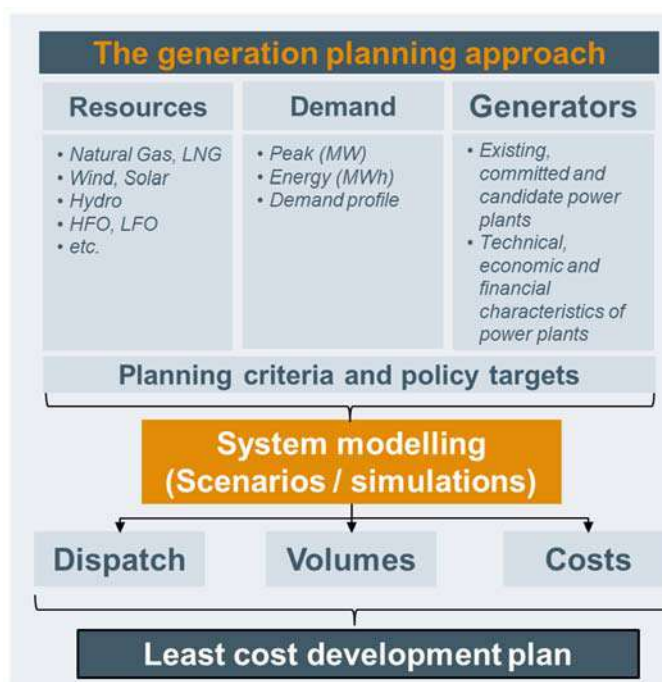 The generation planning approach
Resources
• Natural Gas, LNG
• Wind, Solar
• Hydro
• HFO, LFO
• etc.
Demand
• Peak (MW)
• Energy (MWh)
• Demand profile
Generators
• Existing,
committed and
candidate power
plants
• Technical,
economic and
financial
characteristics of
power plants
Planning criteria and policy targets
System modelling
(Scenarios / simulations)
Dispatch
Volumes
Costs
Least cost development plan